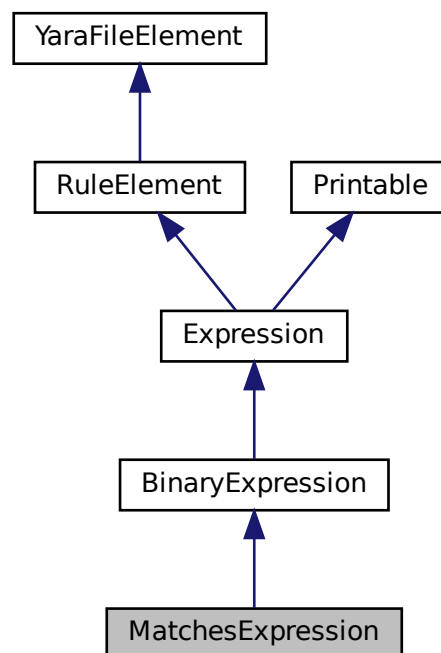 YaraFileElement
RuleElement
Printable
Expression
BinaryExpression
MatchesExpression